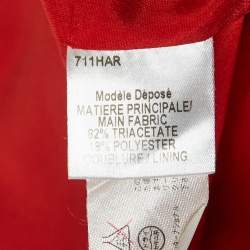 711HAR
Modèle Déposé
MATIERE PRINCIPALE/
MAIN FABRIC
82% TRIACETATE
18% POLYESTER
DOUBLURE / LINING